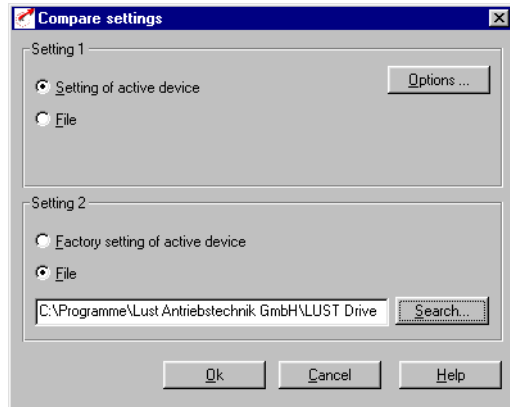 Compare settings
Setting 1
Setting of active device
Options ...
File
Setting 2
Factory setting of active device
File
C:\Programme\Lust Antriebstechnik GmbH\LUST Drive
Search...
Ok Cancel Help